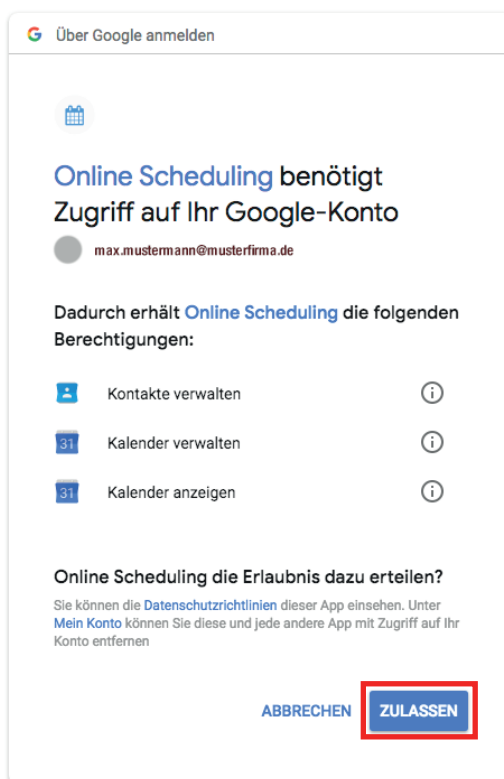 Über Google anmelden
Online Scheduling benötigt
Zugriff auf Ihr Google-Konto
max.mustermann@musterfirma.de
Dadurch erhält Online Scheduling die folgenden
Berechtigungen:
Kontakte verwalten
31 Kalender verwalten
31 Kalender anzeigen
Online Scheduling die Erlaubnis dazu erteilen?
Sie können die Datenschutzrichtlinien dieser App einsehen. Unter
Mein Konto können Sie diese und jede andere App mit Zugriff auf Ihr
Konto entfernen
ABBRECHEN ZULASSEN